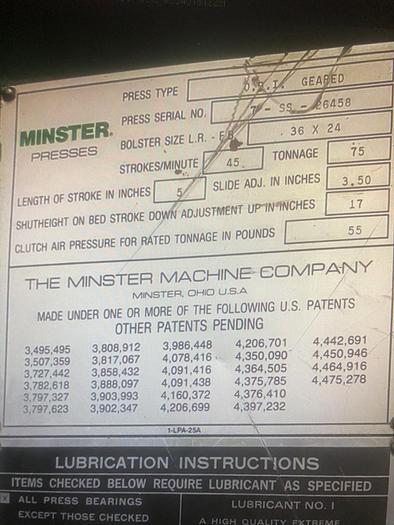 PRESS TYPE O.B.I. GEARED
PRESS SERIAL NO. 7-SS-26458
MINSTER®
PRESSES
BOLSTER SIZE L.R. - F.B. 36 X 24
STROKES/MINUTE 45 TONNAGE 75
LENGTH OF STROKE IN INCHES 5 SLIDE ADJ. IN INCHES 3.50
SHUTHEIGHT ON BED STROKE DOWN ADJUSTMENT UP IN INCHES 17
CLUTCH AIR PRESSURE FOR RATED TONNAGE IN POUNDS 55
THE MINSTER MACHINE COMPANY
MINSTER, OHIO U.S.A
MADE UNDER ONE OR MORE OF THE FOLLOWING U.S. PATENTS
OTHER PATENTS PENDING
3,495,495 3,808,912 3,986,448 4,206,701 4,442,691
3,507,359 3,817,067 4,078,416 4,350,090 4,450,946
3,727,442 3,858,432 4,091,416 4,364,505 4,464,916
3,782,618 3,888,097 4,091,438 4,375,785 4,475,278
3,797,327 3,903,993 4,160,372 4,376,410
3,797,623 3,902,347 4,206,699 4,397,232
1-LPA-25A
LUBRICATION INSTRUCTIONS
ITEMS CHECKED BELOW REQUIRE LUBRICANT AS SPECIFIED
X ALL PRESS BEARINGS LUBRICANT NO. I
EXCEPT THOSE CHECKED A HIGH QUALITY EXTREME